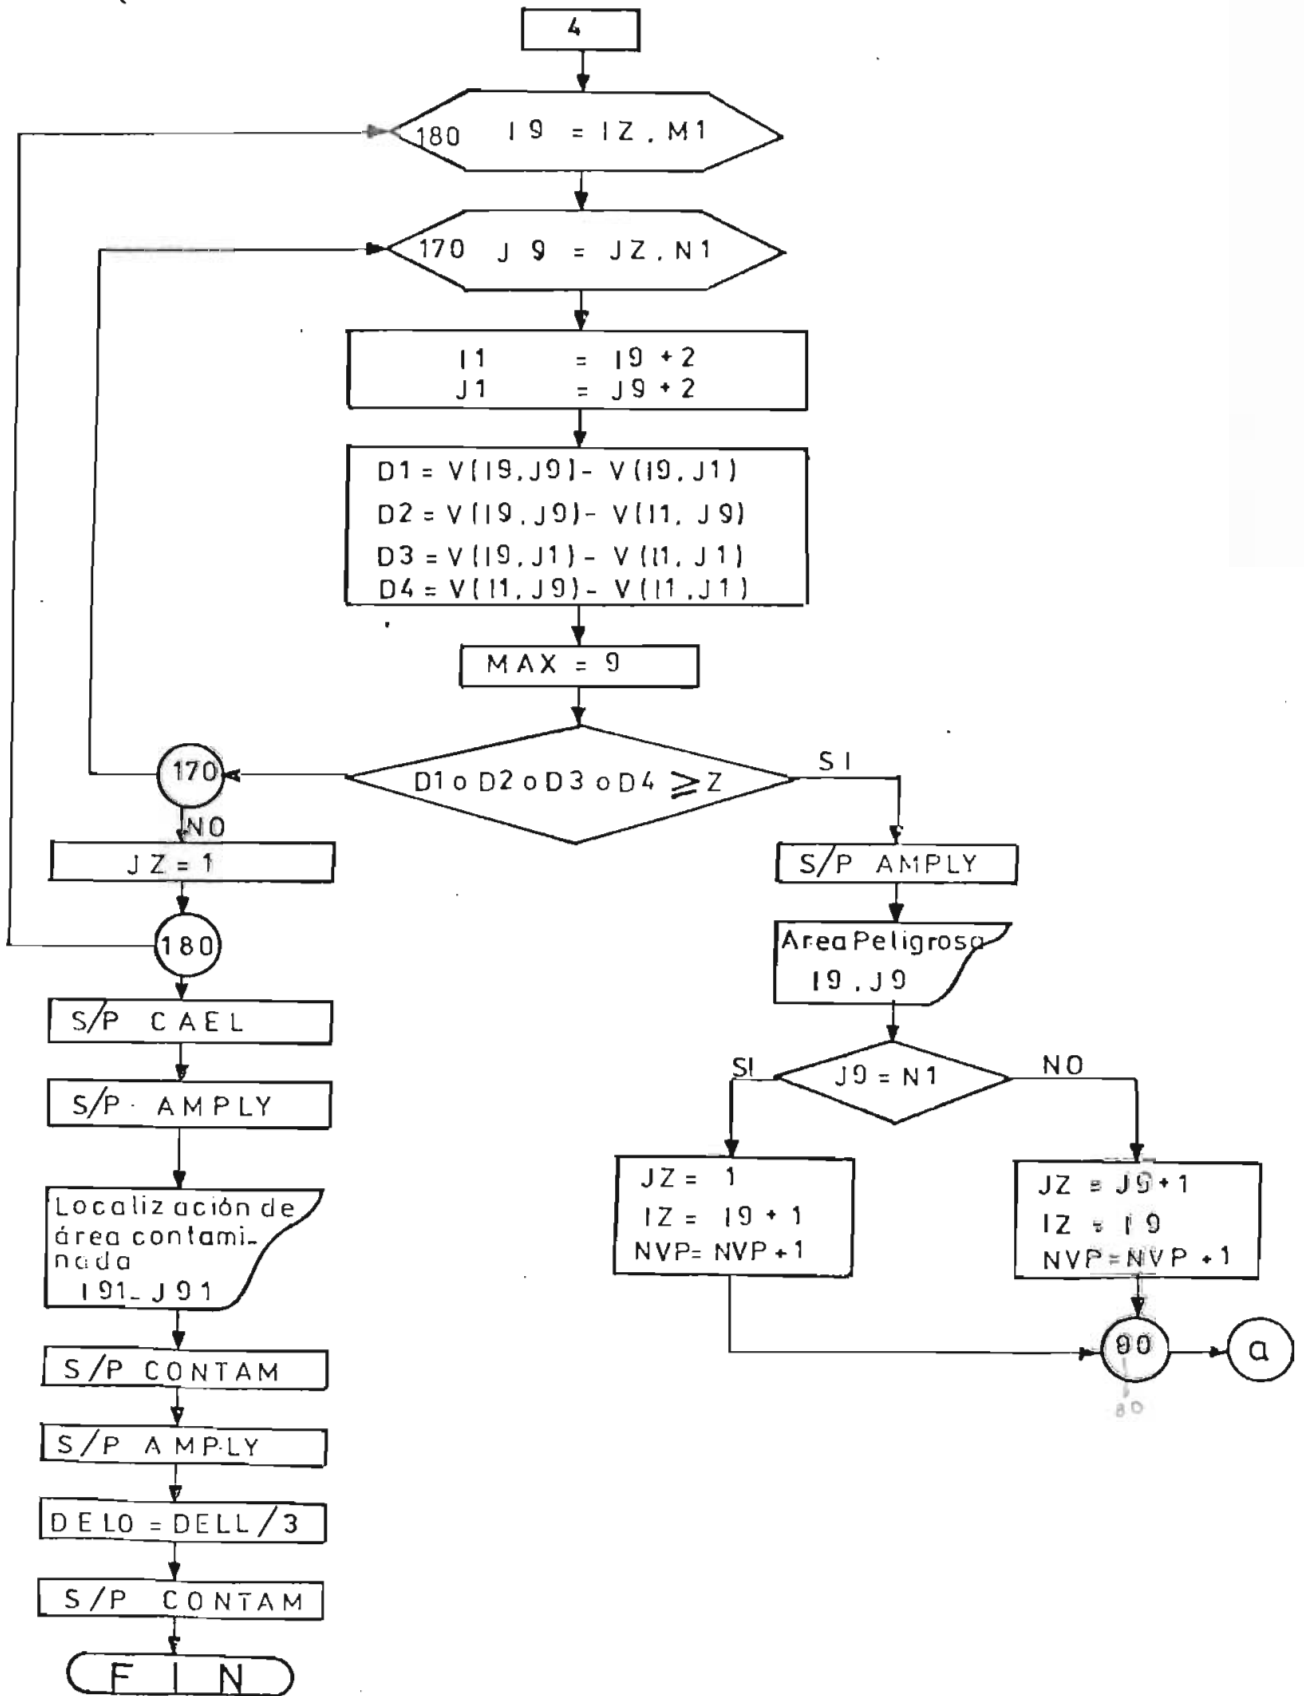 4
180 I9 = IZ, M1
170 J9 = JZ, N1
I1 = I9 + 2
J1 = J9 + 2
D1 = V(I9,J9) - V(I9,J1)
D2 = V(I9,J9) - V(I1,J9)
D3 = V(I9,J1) - V(I1,J1)
D4 = V(I1,J9) - V(I1,J1)
MAX = 9
D1 o D2 o D3 o D4 ⩾ Z
SI
170
NO
JZ = 1
180
S/P CAEL
S/P AMPLY
Localización de
área contami-
nada
I91-J91
S/P CONTAM
S/P AMPLY
DELO = DELL/3
S/P CONTAM
FIN
S/P AMPLY
Area Peligrosa
I9,J9
J9 = N1
SI
NO
JZ = 1
IZ = I9 + 1
NVP = NVP + 1
JZ = J9 + 1
IZ = I9
NVP = NVP + 1
90
a
80